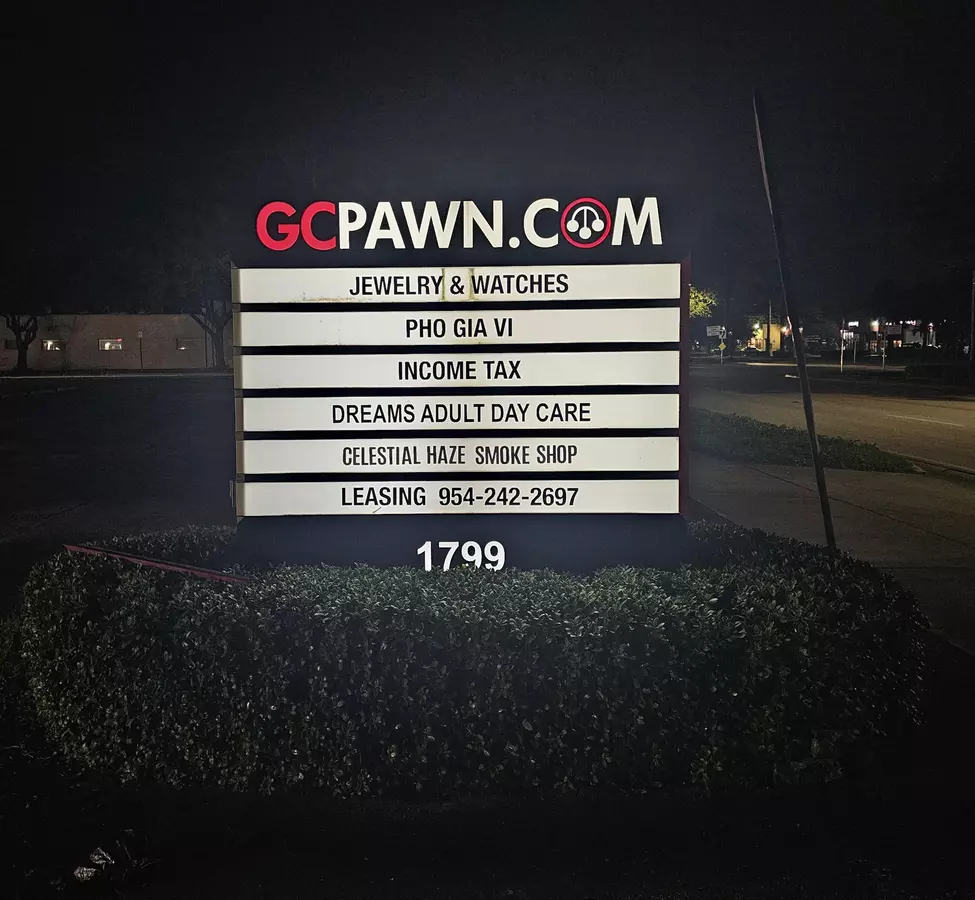 GCPAWN.COM
JEWELRY & WATCHES
PHO GIA VI
INCOME TAX
DREAMS ADULT DAY CARE
CELESTIAL HAZE SMOKE SHOP
LEASING 954-242-2697
1799